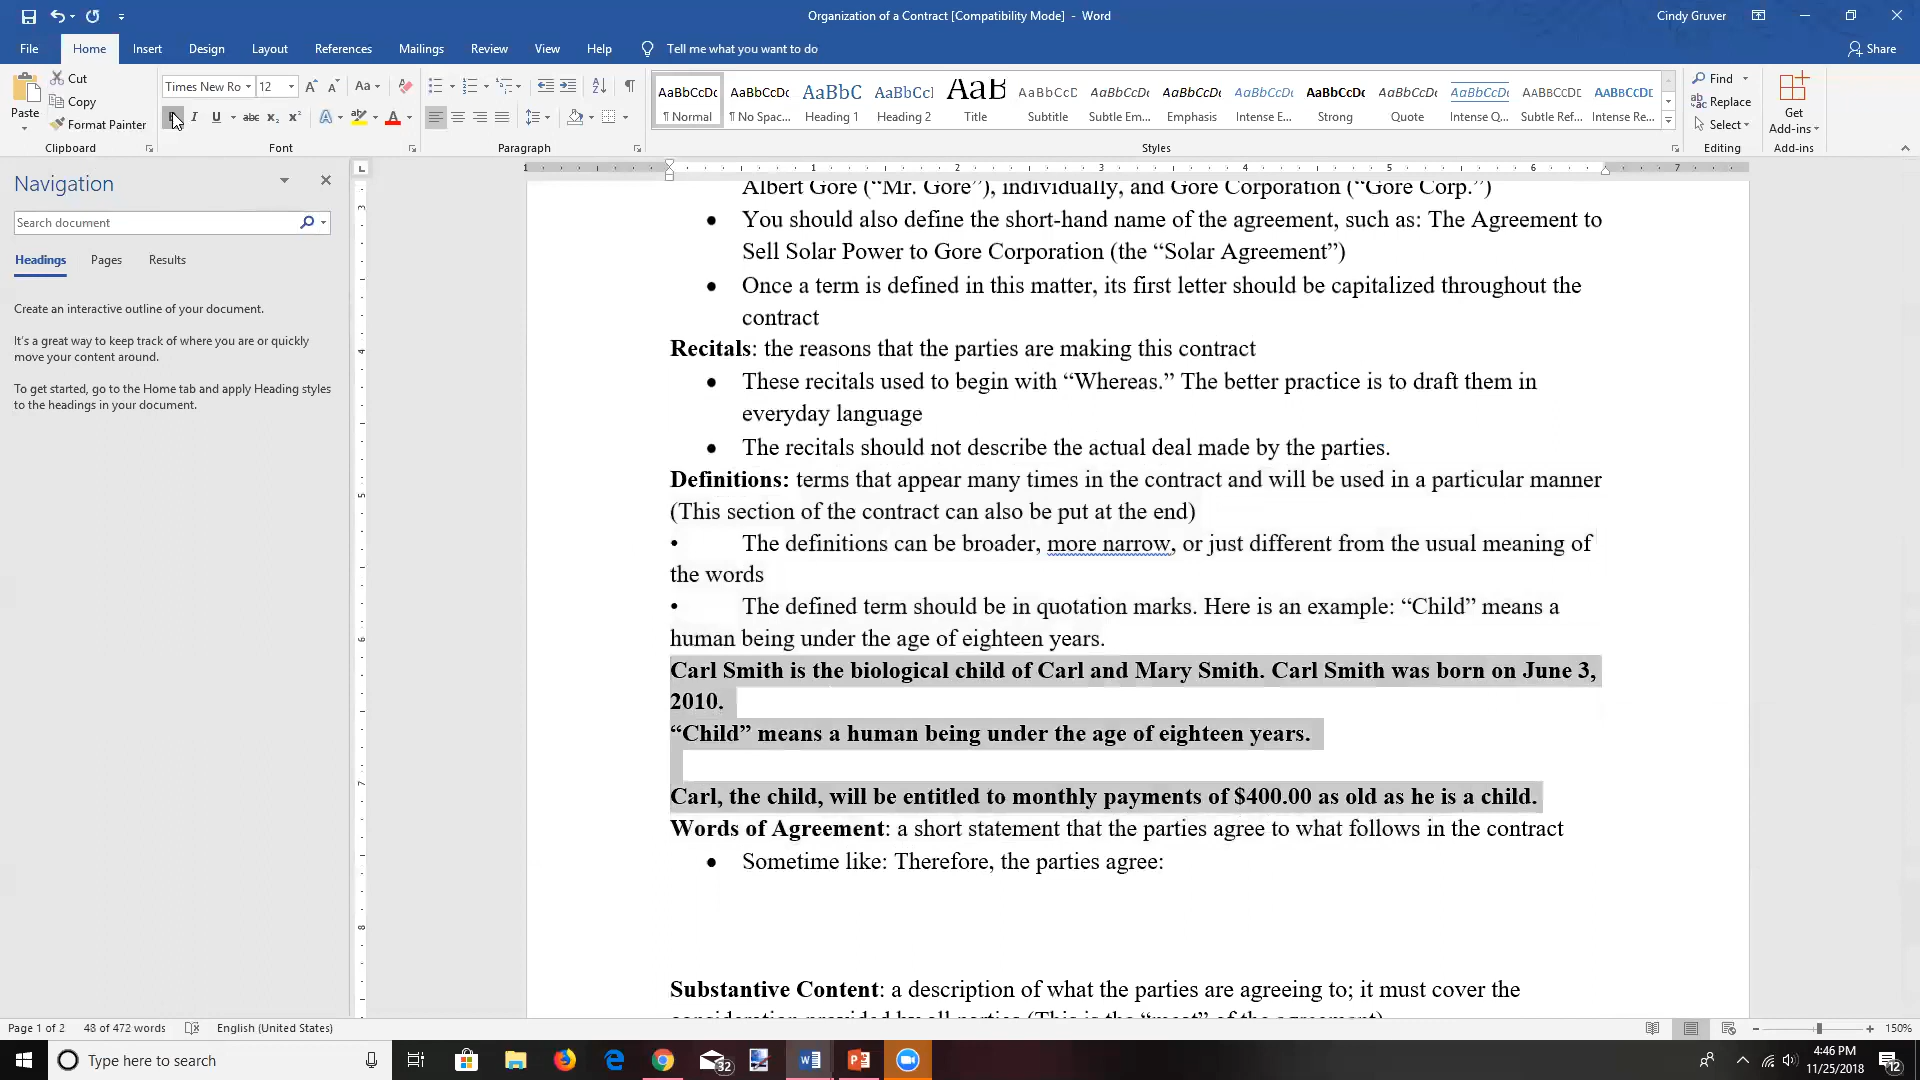 Organization of a Contract [Compatibility Mode] - Word
Cindy Gruver
File Home Insert Design Layout References Mailings Review View Help Tell me what you want to do Share
Paste
Cut
Copy
Format Painter
Clipboard
Times New Ro 12
Font
Paragraph
AaBbCcDc AaBbCcDc AaBbC AaBbCcl AaB AaBbCcD AaBbCcDt AaBbCcDt AaBbCcDt AaBbCcDc AaBbCcDt AaBbCcDt AABBCCDE AABBCCDE
¶ Normal ¶ No Spac... Heading 1 Heading 2 Title Subtitle Subtle Em... Emphasis Intense E... Strong Quote Intense Q... Subtle Ref... Intense Re...
Styles
Find
Replace
Select
Editing
Get
Add-ins
Add-ins
Navigation
Search document
Headings Pages Results
Create an interactive outline of your document.
It's a great way to keep track of where you are or quickly
move your content around.
To get started, go to the Home tab and apply Heading styles
to the headings in your document.
Albert Gore (“Mr. Gore”), individually, and Gore Corporation (“Gore Corp.”)
• You should also define the short-hand name of the agreement, such as: The Agreement to
Sell Solar Power to Gore Corporation (the “Solar Agreement”)
• Once a term is defined in this matter, its first letter should be capitalized throughout the
contract
Recitals: the reasons that the parties are making this contract
• These recitals used to begin with “Whereas.” The better practice is to draft them in
everyday language
• The recitals should not describe the actual deal made by the parties.
Definitions: terms that appear many times in the contract and will be used in a particular manner
(This section of the contract can also be put at the end)
• The definitions can be broader, more narrow, or just different from the usual meaning of
the words
• The defined term should be in quotation marks. Here is an example: “Child” means a
human being under the age of eighteen years.
Carl Smith is the biological child of Carl and Mary Smith. Carl Smith was born on June 3,
2010.
“Child” means a human being under the age of eighteen years.
Carl, the child, will be entitled to monthly payments of $400.00 as old as he is a child.
Words of Agreement: a short statement that the parties agree to what follows in the contract
• Sometime like: Therefore, the parties agree:
Substantive Content: a description of what the parties are agreeing to; it must cover the
consideration provided by all parties (This is the “meat” of the agreement)
Page 1 of 2 48 of 472 words English (United States) 150%
Type here to search
32
4:46 PM
11/25/2018
12